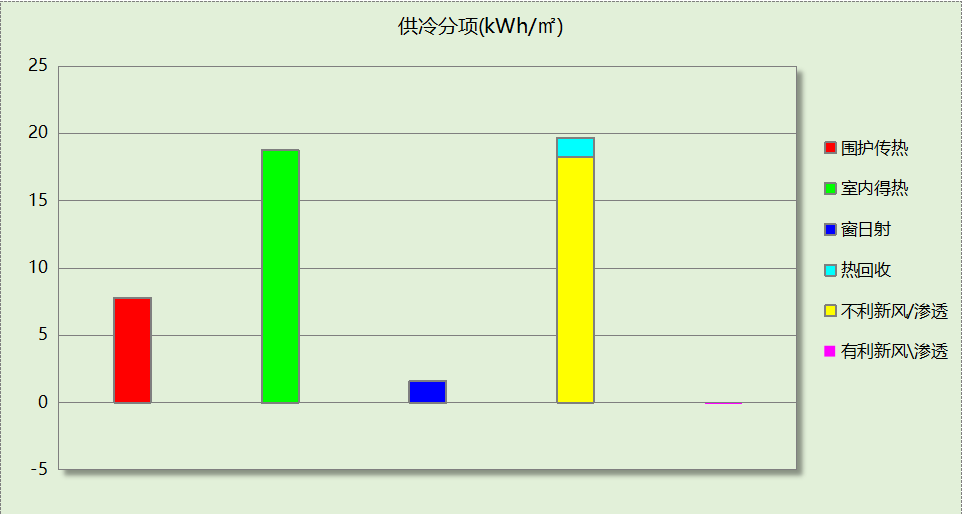 供冷分项(kWh/㎡)
25
20
15
10
5
0
-5
围护传热
室内得热
窗日射
热回收
不利新风/渗透
有利新风\渗透